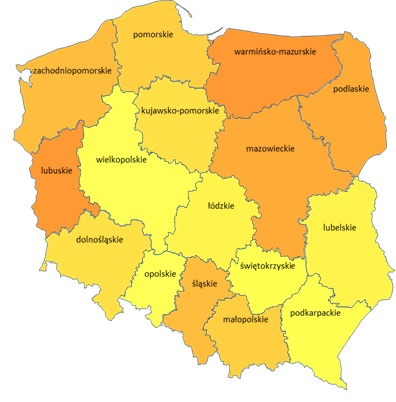 pomorskie
warmińsko-mazurskie
zachodniopomorskie
podlaskie
kujawsko-pomorskie
mazowieckie
wielkopolskie
lubuskie
łódzkie
lubelskie
dolnośląskie
świętokrzyskie
opolskie
śląskie
podkarpackie
małopolskie